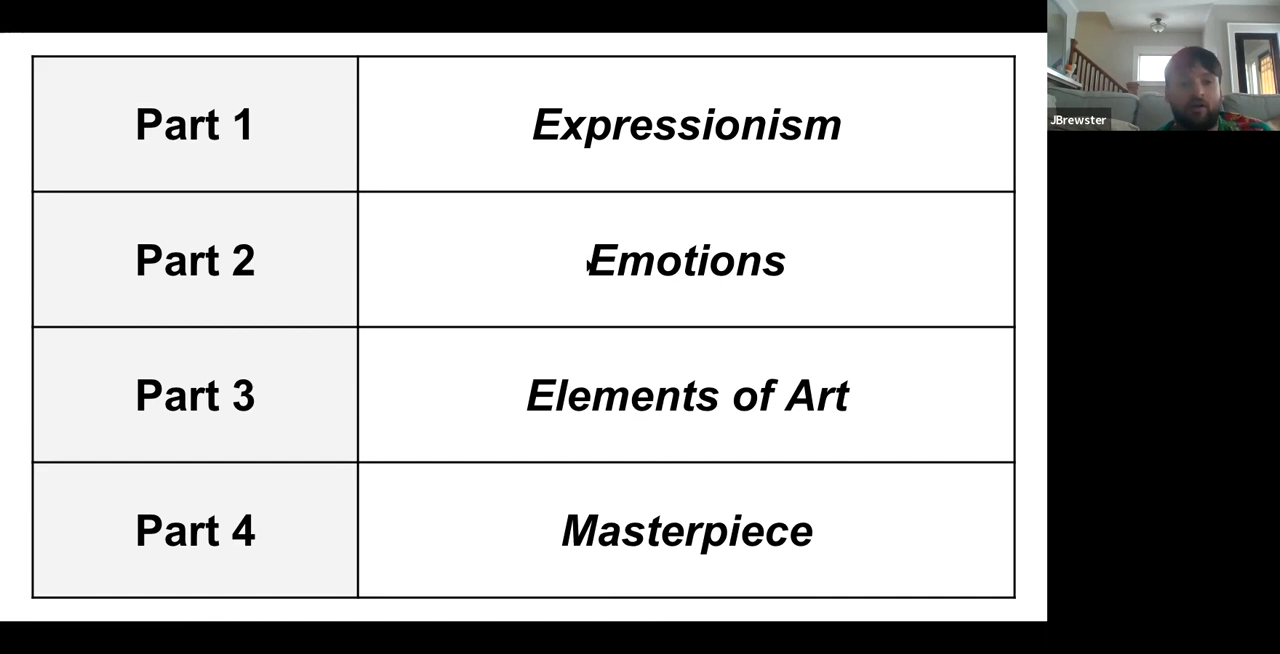 Part 1 Expressionism
Part 2 Emotions
Part 3 Elements of Art
Part 4 Masterpiece
JBrewster